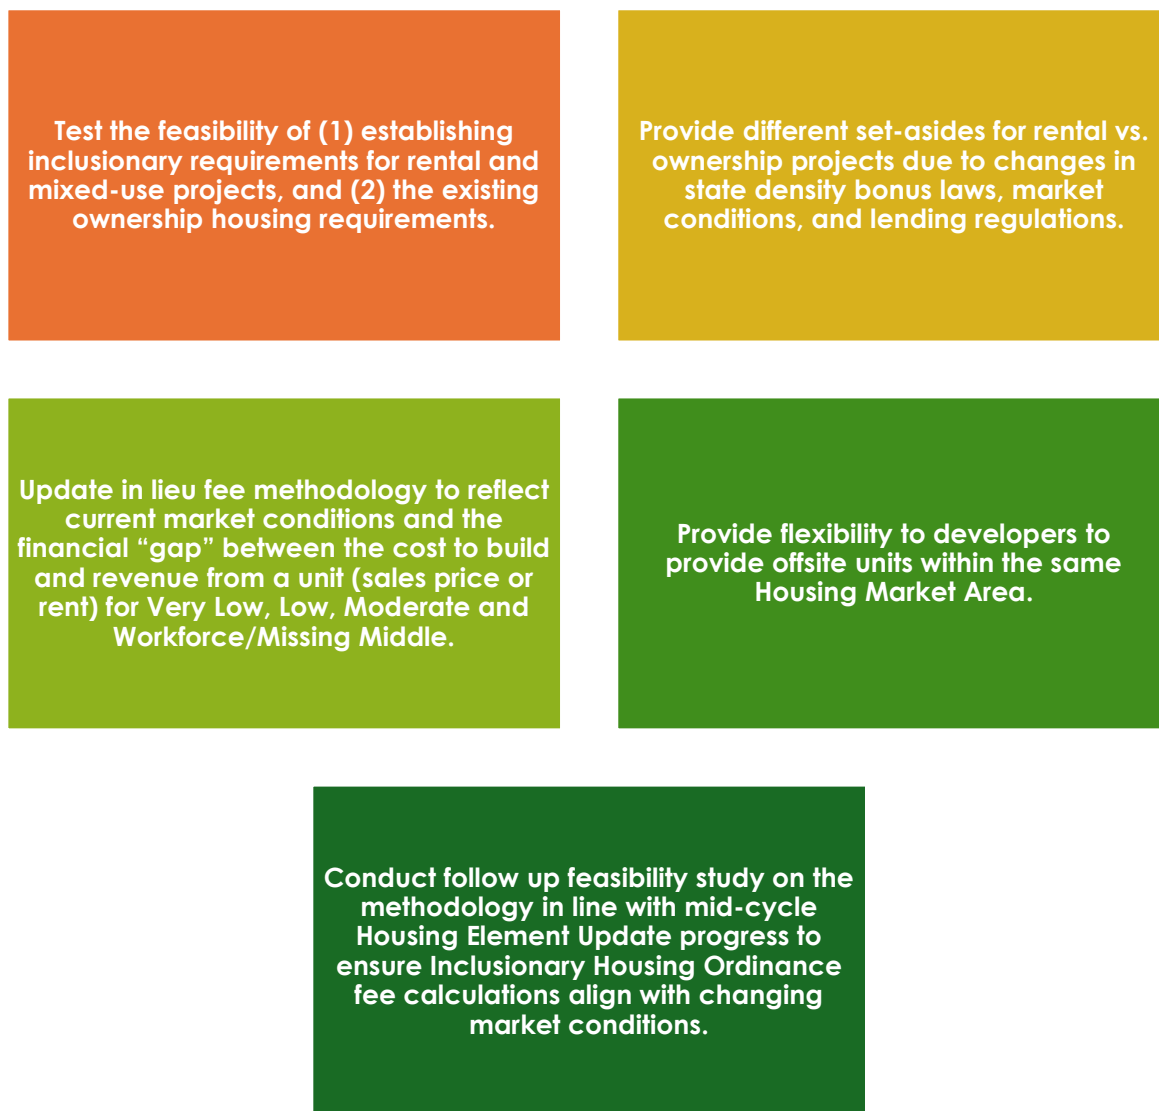 Test the feasibility of (1) establishing
inclusionary requirements for rental and
mixed-use projects, and (2) the existing
ownership housing requirements.
Provide different set-asides for rental vs.
ownership projects due to changes in
state density bonus laws, market
conditions, and lending regulations.
Update in lieu fee methodology to reflect
current market conditions and the
financial “gap” between the cost to build
and revenue from a unit (sales price or
rent) for Very Low, Low, Moderate and
Workforce/Missing Middle.
Provide flexibility to developers to
provide offsite units within the same
Housing Market Area.
Conduct follow up feasibility study on the
methodology in line with mid-cycle
Housing Element Update progress to
ensure Inclusionary Housing Ordinance
fee calculations align with changing
market conditions.